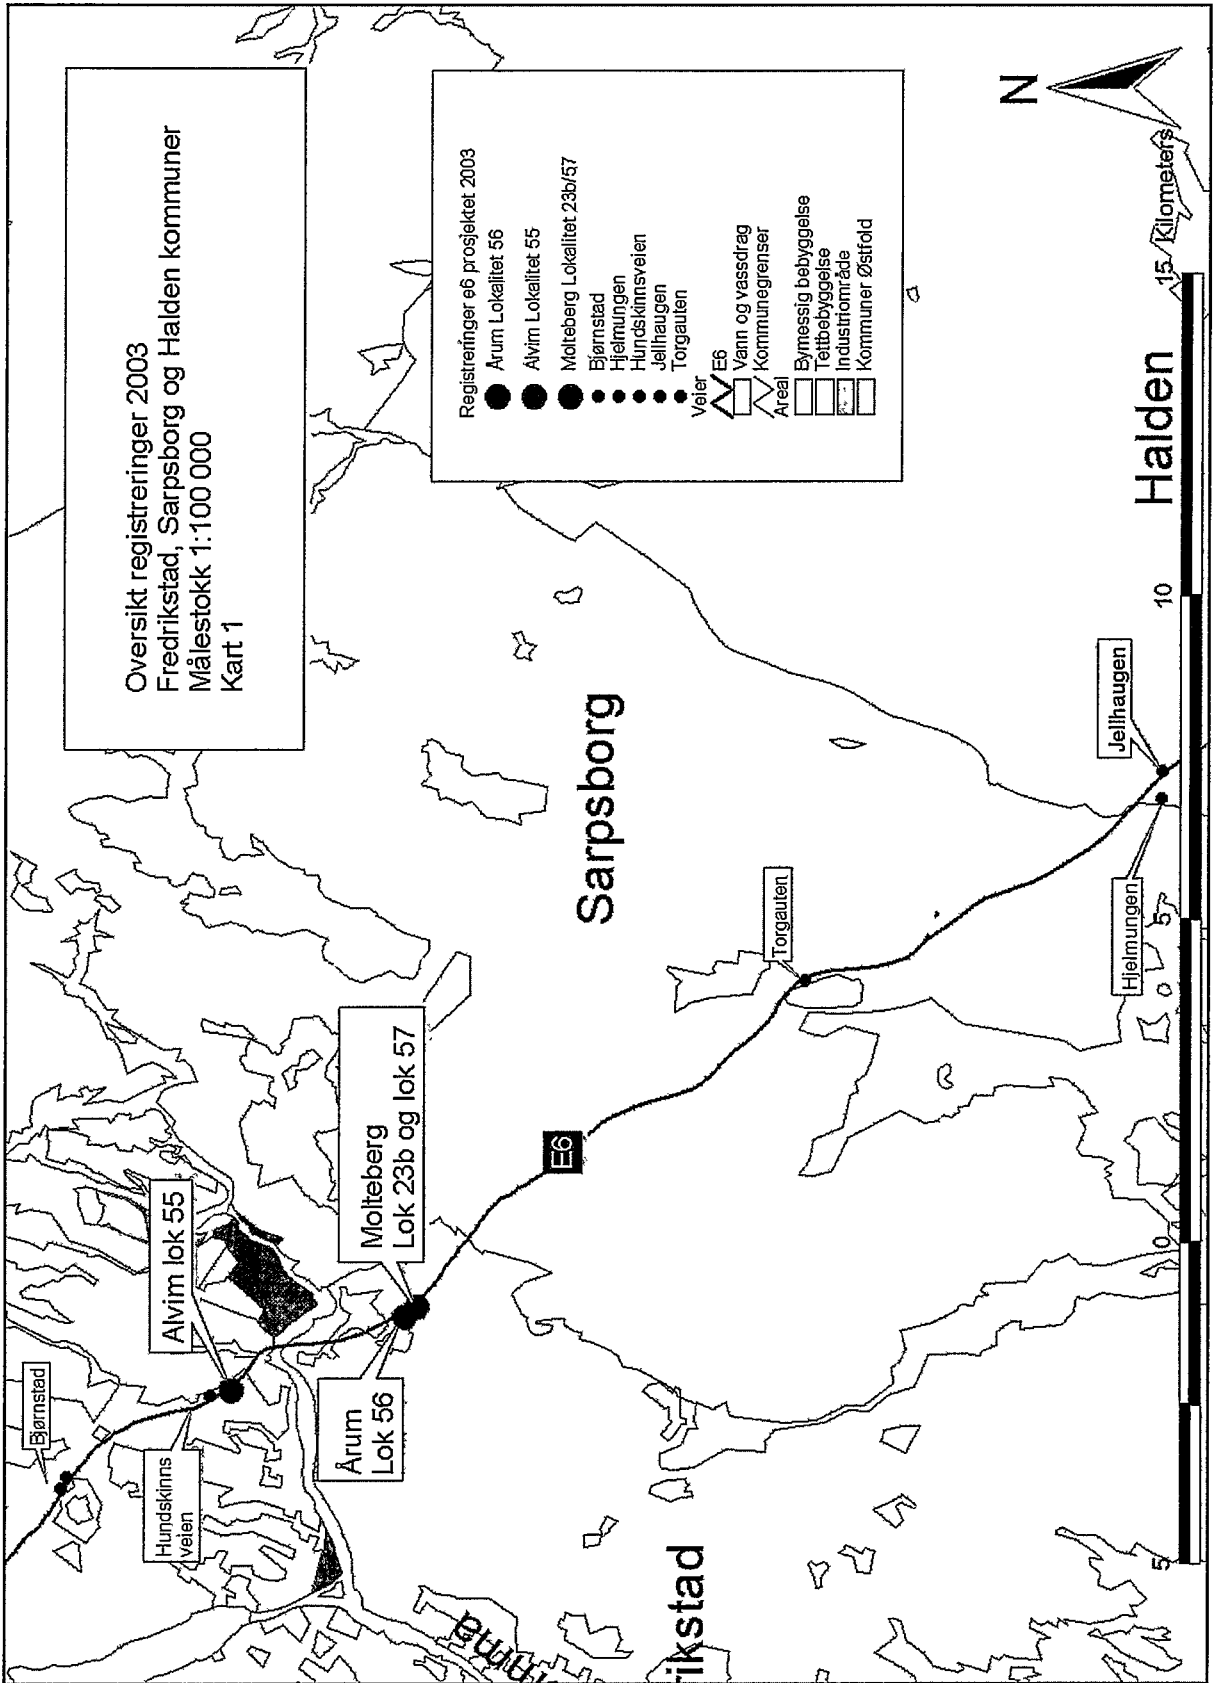 Oversikt registreringer 2003
Fredrikstad, Sarpsborg og Halden kommuner
Målestokk 1:100 000
Kart 1
Registreringer e6 prosjektet 2003
Årum Lokalitet 56
Alvim Lokalitet 55
Molteberg Lokalitet 23b/57
Bjørnstad
Hjelmungen
Hundskinnsveien
Jellhaugen
Torgauten
Veier
E6
Vann og vassdrag
Kommunegrenser
Areal
Bymessig bebyggelse
Tettbebyggelse
Industriområde
Kommuner Østfold
N
Bjørnstad
Hundskinns
veien
Alvim lok 55
Årum
Lok 56
Molteberg
Lok 23b og lok 57
E6
Sarpsborg
Torgauten
Jellhaugen
Hjelmungen
Halden
rikstad
5 0 5 10 15 Kilometers